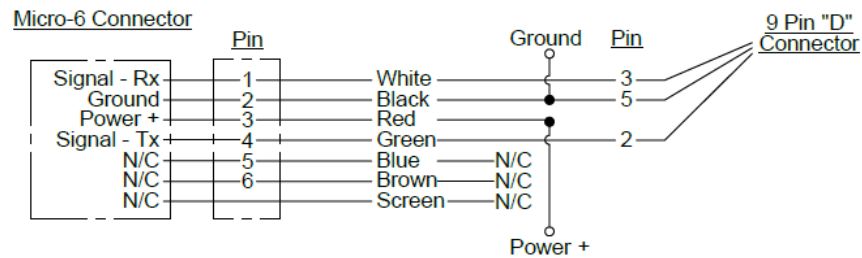 Micro-6 Connector
Pin
Ground
Pin
9 Pin "D"
Connector
Signal - Rx 1 White 3
Ground 2 Black 5
Power + 3 Red
Signal - Tx 4 Green 2
N/C 5 Blue N/C
N/C 6 Brown N/C
N/C Screen N/C
Power +